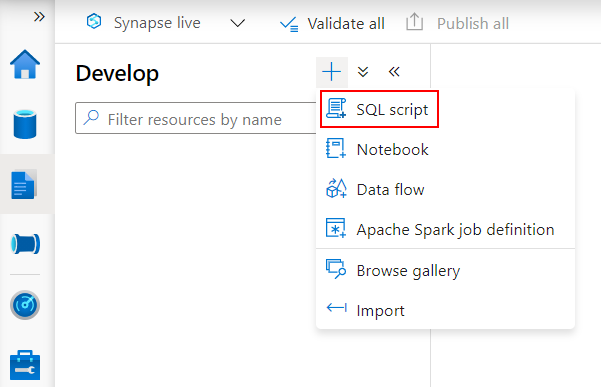 Synapse live
Validate all
Publish all
Develop
Filter resources by name
SQL script
Notebook
Data flow
Apache Spark job definition
Browse gallery
Import